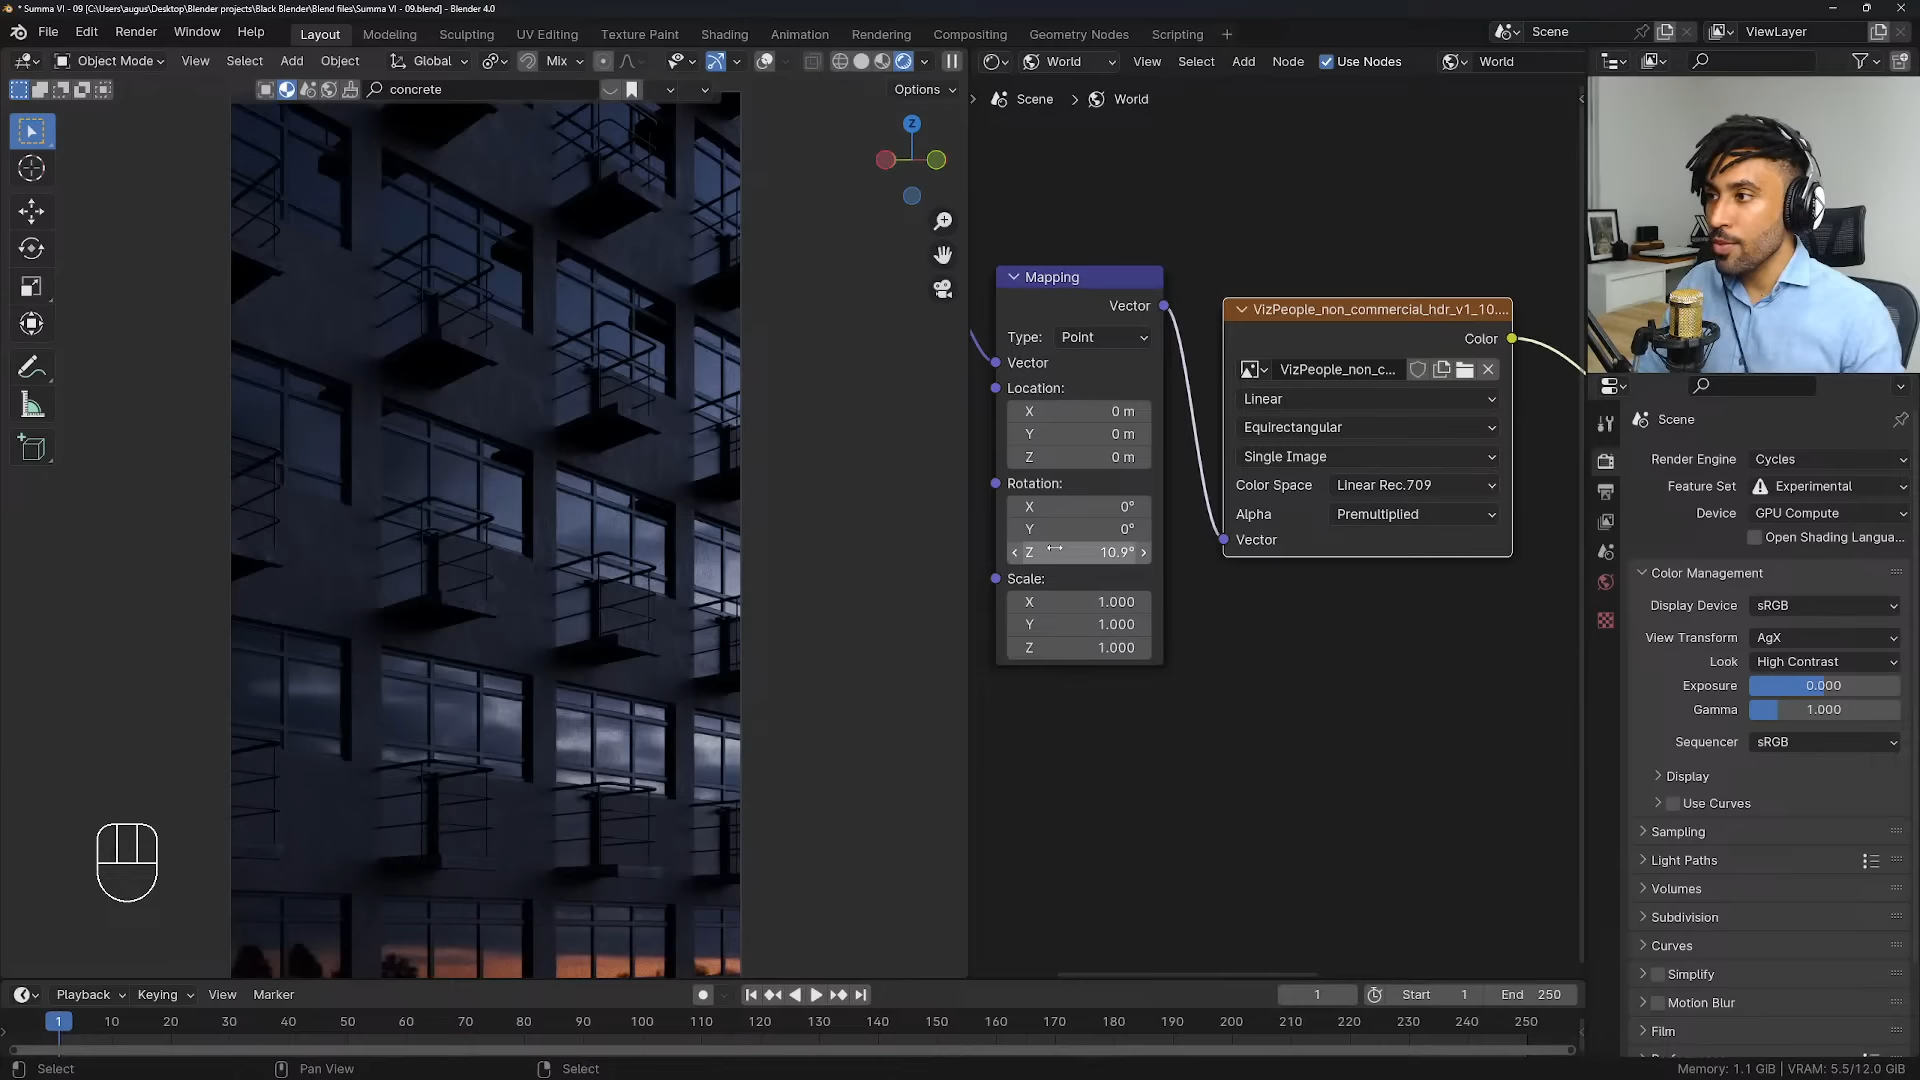 * Summa VI - 09 [C:\Users\augus\Desktop\Blender projects\Black Blender\Blend files\Summa VI - 09.blend] - Blender 4.0
File Edit Render Window Help Layout Modeling Sculpting UV Editing Texture Paint Shading Animation Rendering Compositing Geometry Nodes Scripting + Scene ViewLayer
Object Mode View Select Add Object Global Mix World View Select Add Node Use Nodes World
concrete Options Scene > World
Z
Mapping
Vector
Type: Point
Vector
Location:
X 0 m
Y 0 m
Z 0 m
Rotation:
X 0°
Y 0°
Z 10.9°
Scale:
X 1.000
Y 1.000
Z 1.000
VizPeople_non_commercial_hdr_v1_10....
Color
VizPeople_non_c...
Linear
Equirectangular
Single Image
Color Space Linear Rec.709
Alpha Premultiplied
Vector
Scene
Render Engine Cycles
Feature Set Experimental
Device GPU Compute
Open Shading Langua...
Color Management
Display Device sRGB
View Transform AgX
Look High Contrast
Exposure 0.000
Gamma 1.000
Sequencer sRGB
Display
Use Curves
Sampling
Light Paths
Volumes
Subdivision
Curves
Simplify
Motion Blur
Film
Playback Keying View Marker 1 Start 1 End 250
1 10 20 30 40 50 60 70 80 90 100 110 120 130 140 150 160 170 180 190 200 210 220 230 240 250
Select Pan View Select Memory: 1.1 GiB | VRAM: 5.5/12.0 GiB